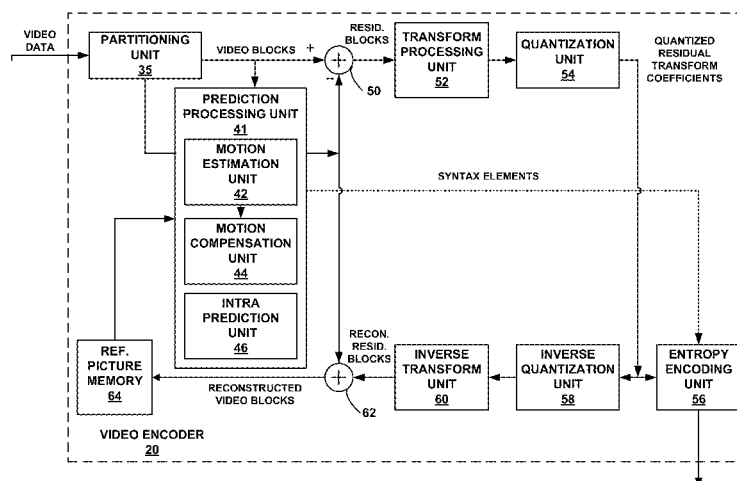 VIDEO
DATA
PARTITIONING
UNIT
35
VIDEO BLOCKS
+
-
50
RESID.
BLOCKS
TRANSFORM
PROCESSING
UNIT
52
QUANTIZATION
UNIT
54
QUANTIZED
RESIDUAL
TRANSFORM
COEFFICIENTS
PREDICTION
PROCESSING UNIT
41
MOTION
ESTIMATION
UNIT
42
MOTION
COMPENSATION
UNIT
44
INTRA
PREDICTION
UNIT
46
SYNTAX ELEMENTS
REF.
PICTURE
MEMORY
64
RECONSTRUCTED
VIDEO BLOCKS
62
RECON.
RESID.
BLOCKS
INVERSE
TRANSFORM
UNIT
60
INVERSE
QUANTIZATION
UNIT
58
ENTROPY
ENCODING
UNIT
56
VIDEO ENCODER
20